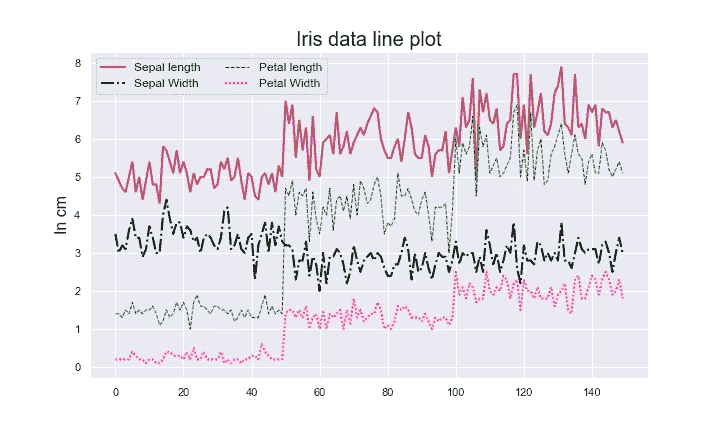 Iris data line plot
Sepal length
Sepal Width
Petal length
Petal Width
In cm
8
7
6
5
4
3
2
1
0
0 20 40 60 80 100 120 140